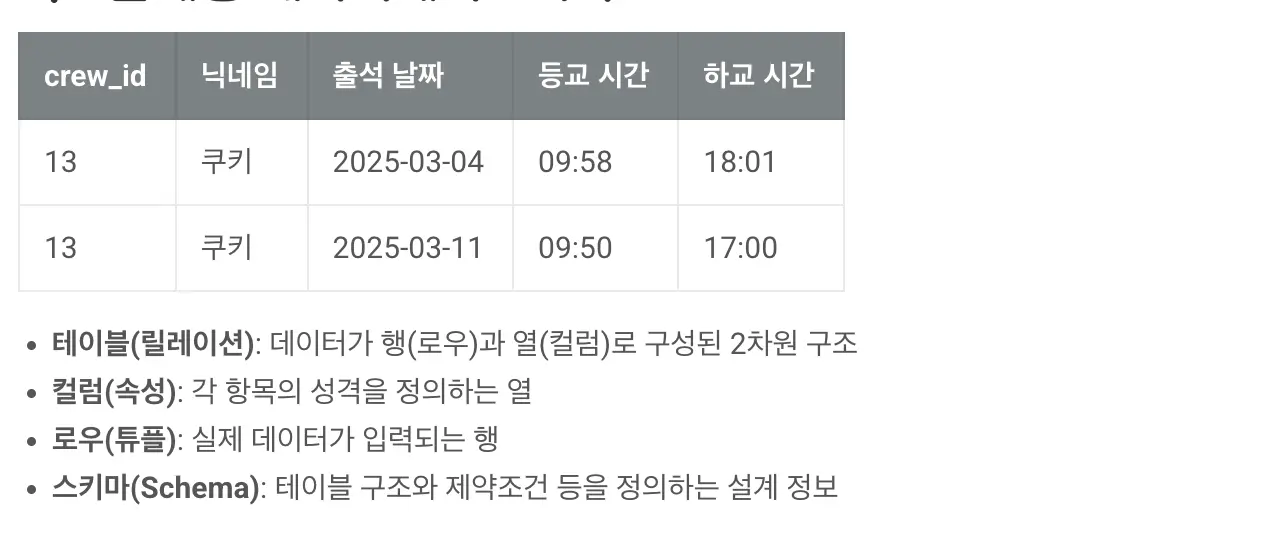 crew_id 닉네임 출석 날짜 등교 시간 하교 시간
13 쿠키 2025-03-04 09:58 18:01
13 쿠키 2025-03-11 09:50 17:00
• 테이블(릴레이션): 데이터가 행(로우)과 열(컬럼)로 구성된 2차원 구조
• 컬럼(속성): 각 항목의 성격을 정의하는 열
• 로우(튜플): 실제 데이터가 입력되는 행
• 스키마(Schema): 테이블 구조와 제약조건 등을 정의하는 설계 정보